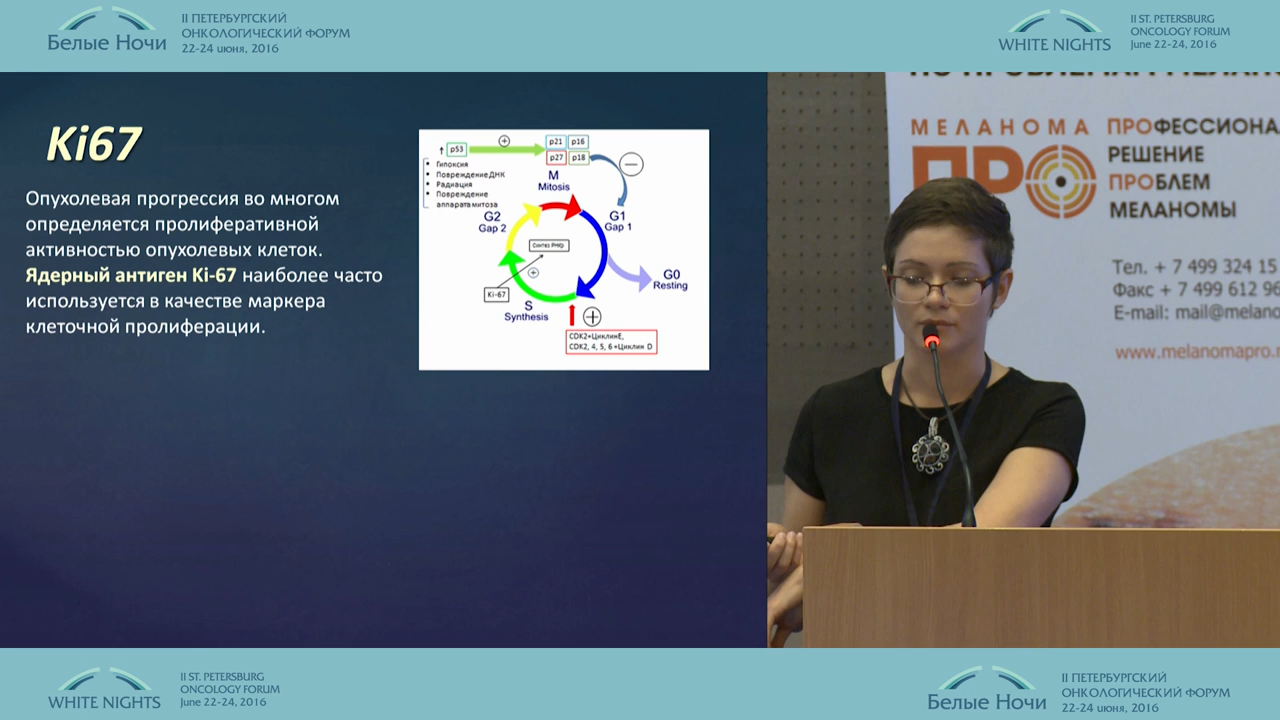 Белые Ночи
II ПЕТЕРБУРГСКИЙ
ОНКОЛОГИЧЕСКИЙ ФОРУМ
22-24 июня, 2016
WHITE NIGHTS
II ST. PETERSBURG
ONCOLOGY FORUM
June 22-24, 2016
Ki67
Опухолевая прогрессия во многом
определяется пролиферативной
активностью опухолевых клеток.
Ядерный антиген Ki-67 наиболее часто
используется в качестве маркера
клеточной пролиферации.
p53
p21
p16
p27
p18
Гипоксия
Повреждение ДНК
Радиация
Повреждение
аппарата митоза
M
Mitosis
G2
Gap 2
G1
Gap 1
Синтез РНК
G0
Resting
Ki-67
S
Synthesis
CDK2+ЦиклинE,
CDK2, 4, 5, 6+Циклин D
МЕЛАНОМА
ПРО
ПРОФЕССИОНА
РЕШЕНИЕ
ПРОБЛЕМ
МЕЛАНОМЫ
Тел. + 7 499 324 15
Факс + 7 499 612 96
E-mail: mail@melano
www.melanomapro.r
WHITE NIGHTS
II ST. PETERSBURG
ONCOLOGY FORUM
June 22-24, 2016
Белые Ночи
II ПЕТЕРБУРГСКИЙ
ОНКОЛОГИЧЕСКИЙ ФОРУМ
22-24 июня, 2016